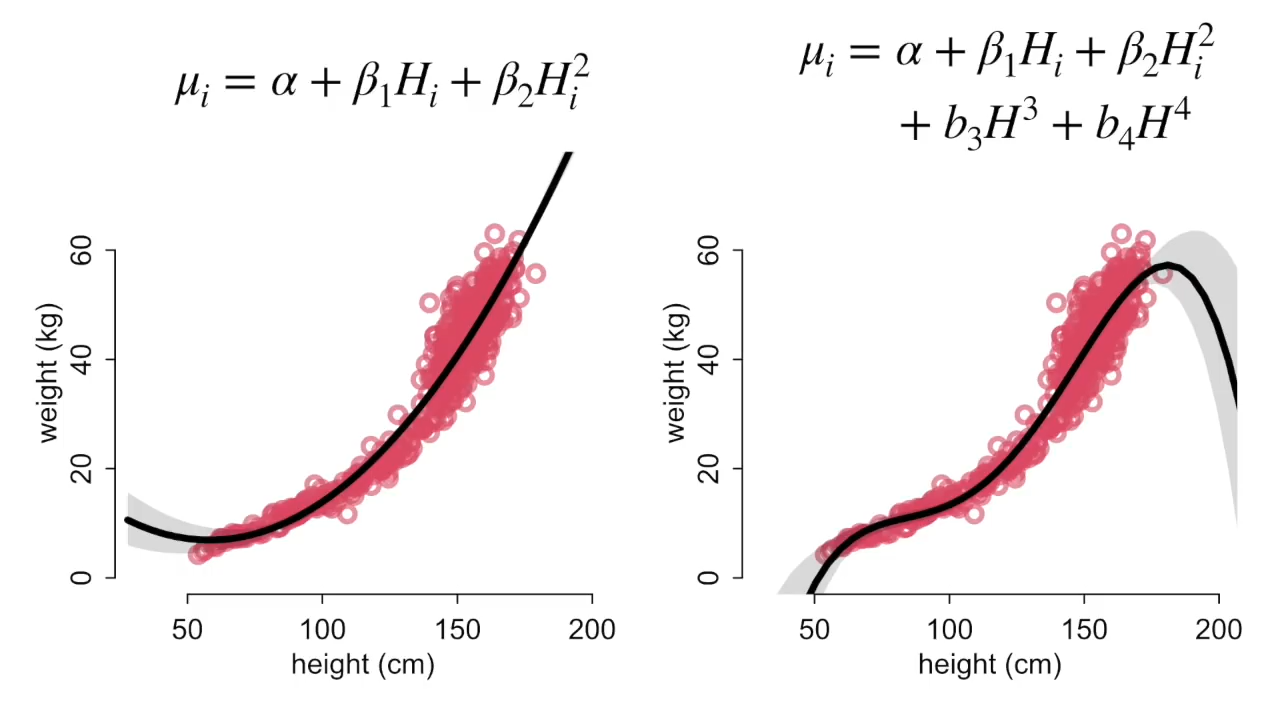 μᵢ = α + β₁Hᵢ + β₂Hᵢ²
60
40
20
0
weight (kg)
50 100 150 200
height (cm)
μᵢ = α + β₁Hᵢ + β₂Hᵢ²
+ b₃H³ + b₄H⁴
60
40
20
0
weight (kg)
50 100 150 200
height (cm)